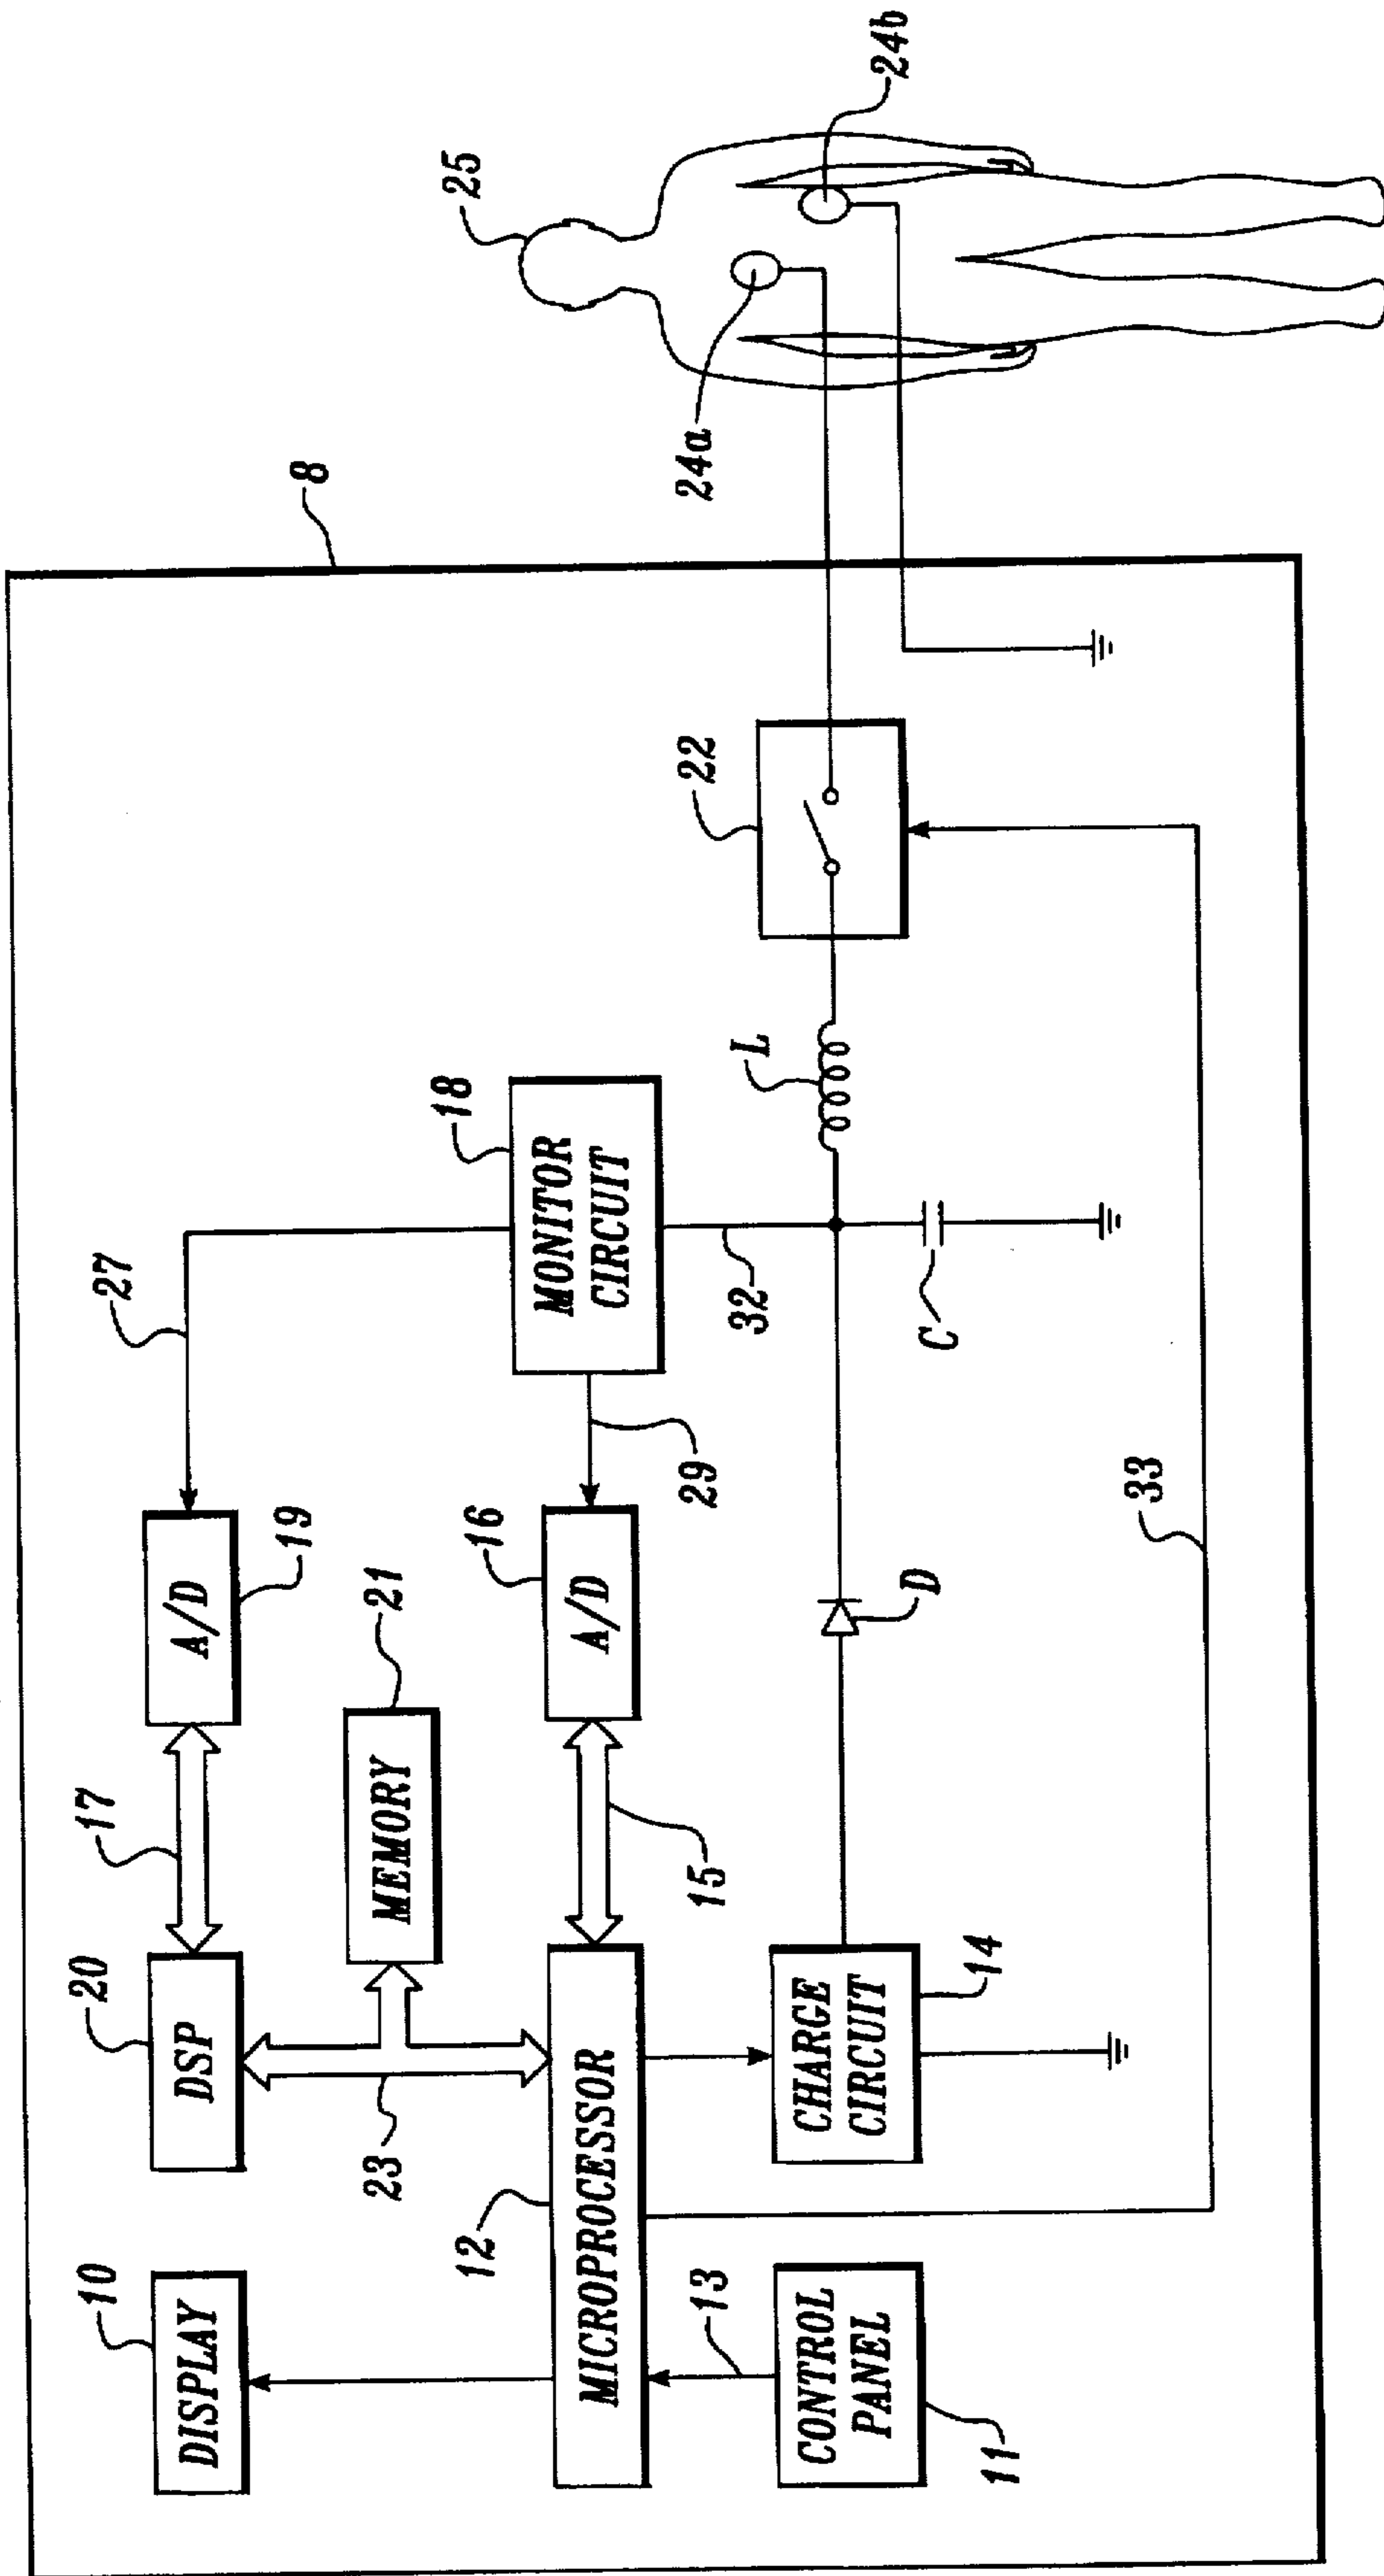 8
25
24a
24b
10
DISPLAY
20
DSP
17
A/D
19
27
23
MEMORY
21
12
MICROPROCESSOR
15
16
A/D
29
18
MONITOR
CIRCUIT
32
L
22
13
CONTROL
PANEL
11
CHARGE
CIRCUIT
14
D
C
33